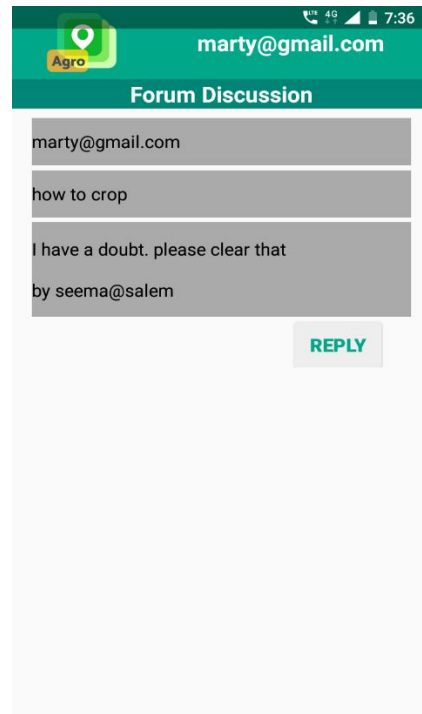 VoLTE 4G 7:36
Agro
marty@gmail.com
Forum Discussion
marty@gmail.com
how to crop
I have a doubt. please clear that
by seema@salem
REPLY